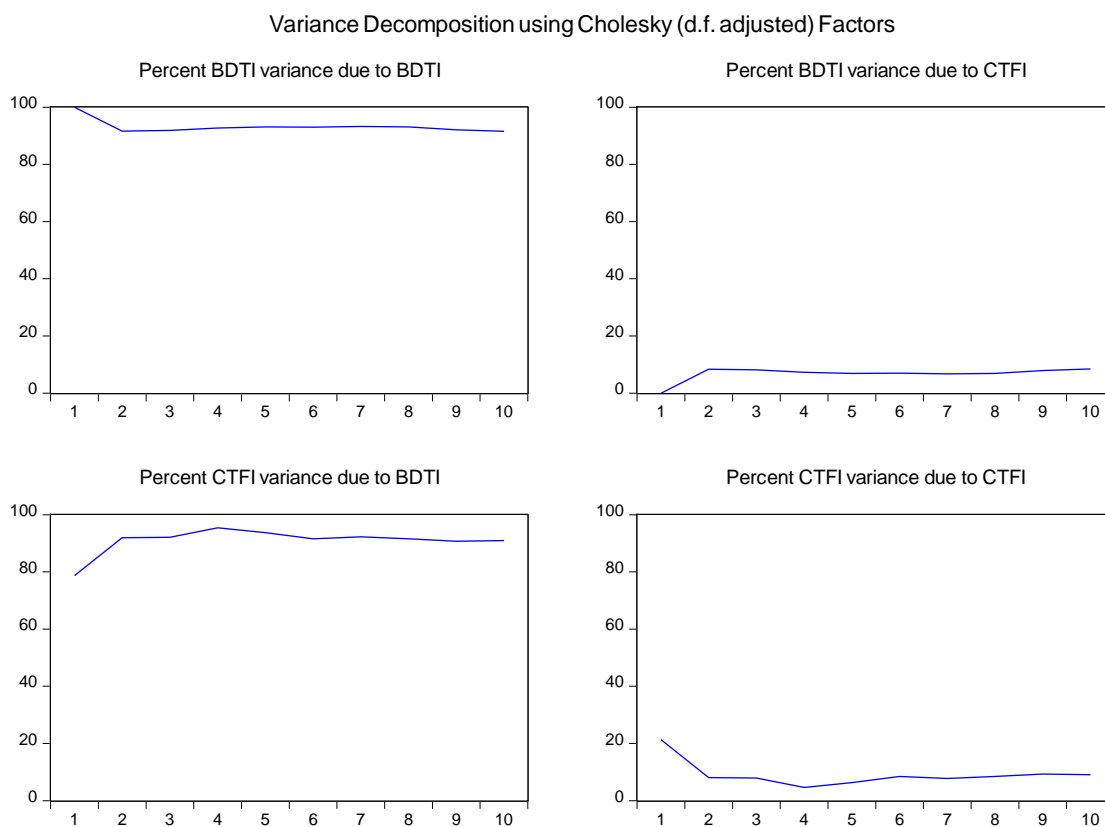 Variance Decomposition using Cholesky (d.f. adjusted) Factors
Percent BDTI variance due to BDTI
100
80
60
40
20
0
1 2 3 4 5 6 7 8 9 10
Percent BDTI variance due to CTFI
100
80
60
40
20
0
1 2 3 4 5 6 7 8 9 10
Percent CTFI variance due to BDTI
100
80
60
40
20
0
1 2 3 4 5 6 7 8 9 10
Percent CTFI variance due to CTFI
100
80
60
40
20
0
1 2 3 4 5 6 7 8 9 10